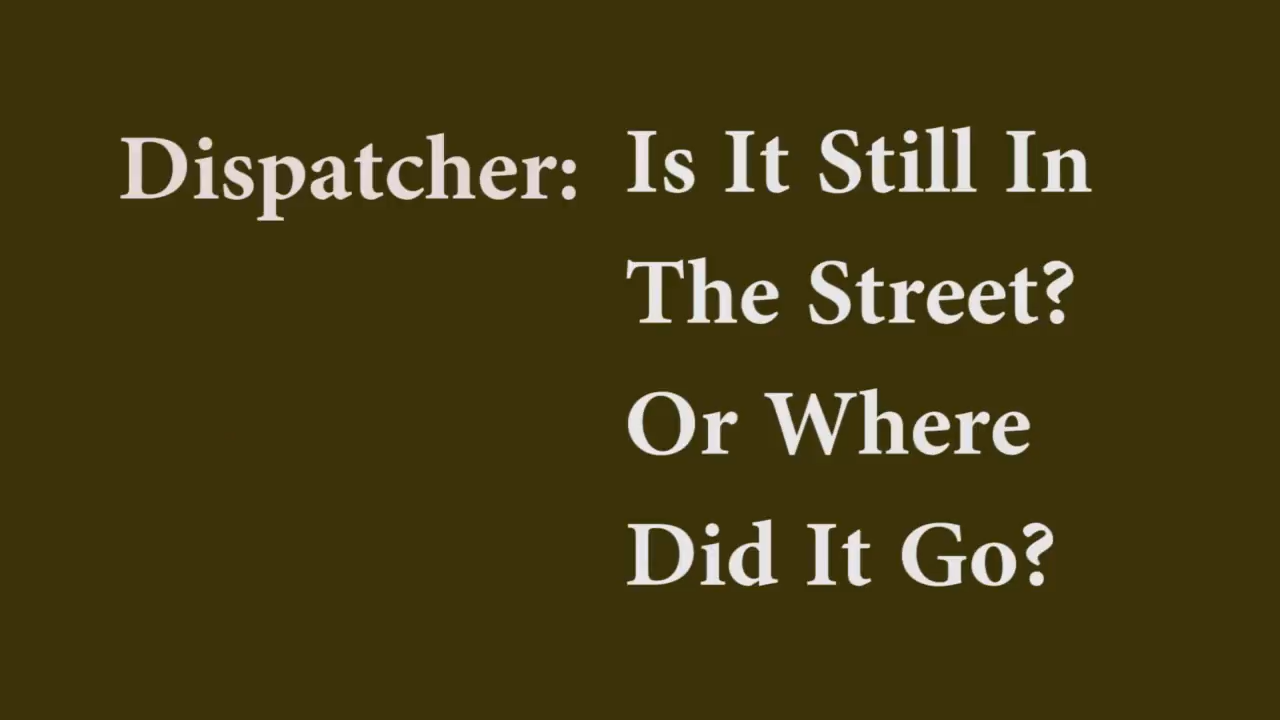 Dispatcher: Is It Still In
The Street?
Or Where
Did It Go?